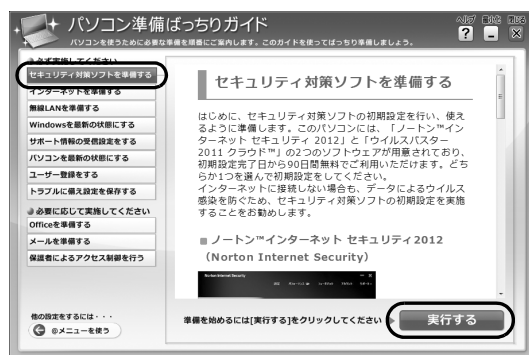 パソコン準備ばっちりガイド
パソコンを使うために必要な準備を順番にご案内します。このガイドを使ってばっちり準備しましょう。
ヘルプ 最小化 閉じる
? - ×
必ず実施してください
セキュリティ対策ソフトを準備する
インターネットを準備する
無線LANを準備する
Windowsを最新の状態にする
サポート情報の受信設定をする
パソコンを最新の状態にする
ユーザー登録をする
トラブルに備え設定を保存する
必要に応じて実施してください
Officeを準備する
メールを準備する
保護者によるアクセス制御を行う
他の設定をするには・・・
@メニューを使う
セキュリティ対策ソフトを準備する
はじめに、セキュリティ対策ソフトの初期設定を行い、使え
るように準備します。このパソコンには、「ノートン™イン
ターネット セキュリティ 2012」と「ウイルスバスター
2011 クラウド™」の2つのソフトウェアが用意されており、
初期設定完了日から90日間無料でご利用いただけます。どち
らか1つを選んで初期設定をしてください。
インターネットに接続しない場合も、データによるウイルス
感染を防ぐため、セキュリティ対策ソフトの初期設定を実施
することをお勧めします。
■ ノートン™インターネット セキュリティ2012
（Norton Internet Security）
Norton Internet Security
準備を始めるには[実行する]をクリックしてください
実行する